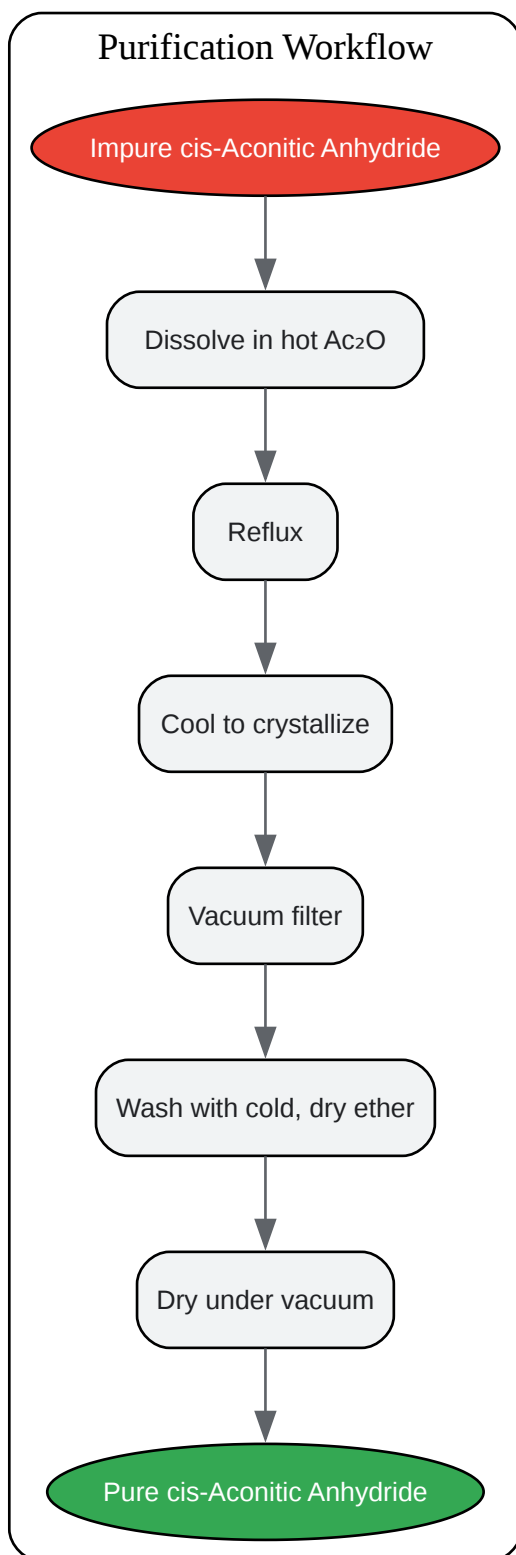 Purification Workflow
Impure cis-Aconitic Anhydride
Dissolve in hot Ac₂O
Reflux
Cool to crystallize
Vacuum filter
Wash with cold, dry ether
Dry under vacuum
Pure cis-Aconitic Anhydride